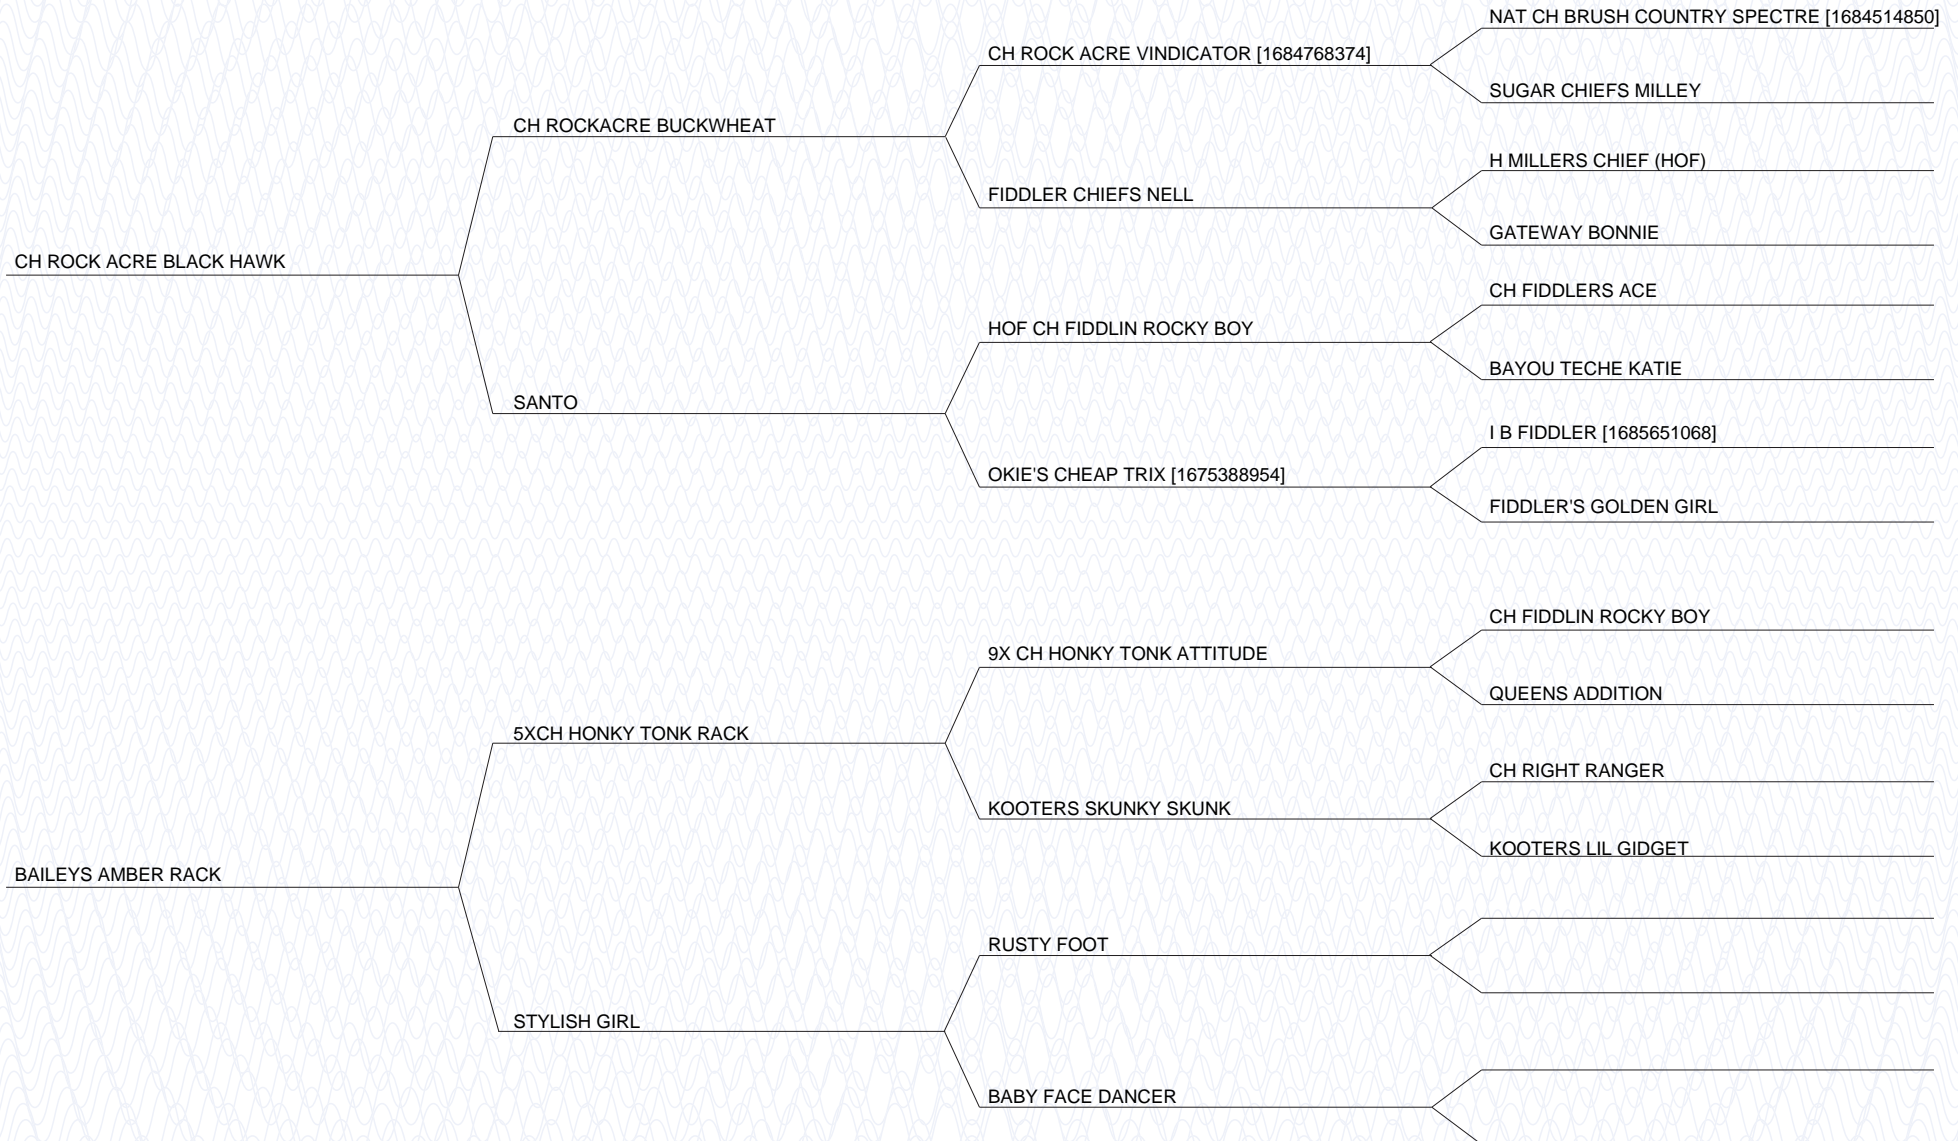 NAT CH BRUSH COUNTRY SPECTRE [1684514850]
CH ROCK ACRE VINDICATOR [1684768374]
SUGAR CHIEFS MILLEY
CH ROCKACRE BUCKWHEAT
H MILLERS CHIEF (HOF)
FIDDLER CHIEFS NELL
GATEWAY BONNIE
CH ROCK ACRE BLACK HAWK
CH FIDDLERS ACE
HOF CH FIDDLIN ROCKY BOY
BAYOU TECHE KATIE
SANTO
I B FIDDLER [1685651068]
OKIE'S CHEAP TRIX [1675388954]
FIDDLER'S GOLDEN GIRL
CH FIDDLIN ROCKY BOY
9X CH HONKY TONK ATTITUDE
QUEENS ADDITION
5XCH HONKY TONK RACK
CH RIGHT RANGER
KOOTERS SKUNKY SKUNK
KOOTERS LIL GIDGET
BAILEYS AMBER RACK
RUSTY FOOT
STYLISH GIRL
BABY FACE DANCER